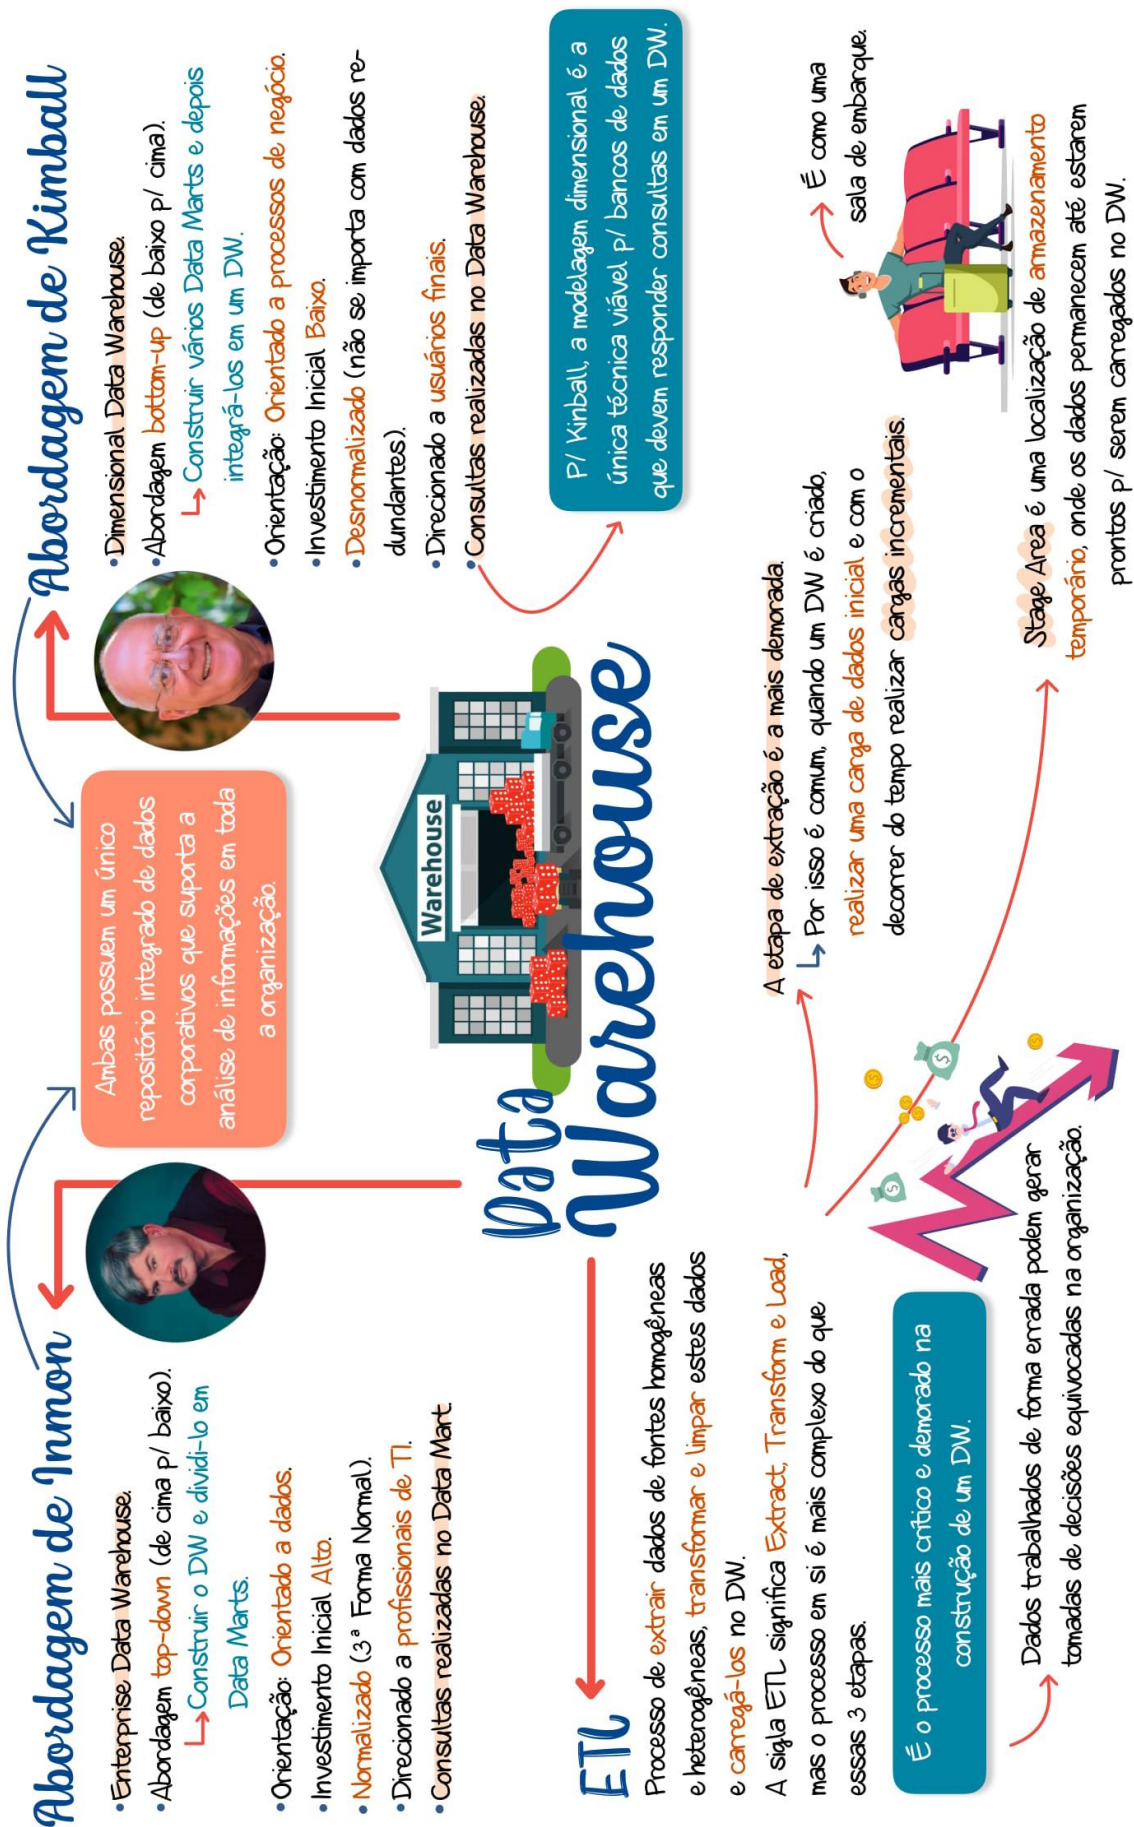 Abordagem de Inmon
• Enterprise Data Warehouse.
• Abordagem top-down (de cima p/ baixo).
Construir o DW e dividi-lo em
Data Marts.
• Orientação: Orientado a dados.
• Investimento Inicial Alto.
• Normalizado (3ª Forma Normal).
• Direcionado a profissionais de TI.
• Consultas realizadas no Data Mart.
Ambas possuem um único
repositório integrado de dados
corporativos que suporta a
análise de informações em toda
a organização.
Abordagem de Kimball
• Dimensional Data Warehouse.
• Abordagem bottom-up (de baixo p/ cima).
Construir vários Data Marts e depois
integrá-los em um DW.
• Orientação: Orientado a processos de negócio.
• Investimento Inicial Baixo.
• Desnormalizado (não se importa com dados re-
dundantes).
• Direcionado a usuários finais.
• Consultas realizadas no Data Warehouse.
P/ Kinball, a modelagem dimensional é a
única técnica viável p/ bancos de dados
que devem responder consultas em um DW.
Warehouse
Data
Warehouse
ETL
Processo de extrair dados de fontes homogêneas
e heterogêneas, transformar e limpar estes dados
e carregá-los no DW.
A sigla ETL significa Extract, Transform e Load,
mas o processo em si é mais complexo do que
essas 3 etapas.
É o processo mais crítico e demorado na
construção de um DW.
Dados trabalhados de forma errada podem gerar
tomadas de decisões equivocadas na organização.
A etapa de extração é a mais demorada.
Por isso é comum, quando um DW é criado,
realizar uma carga de dados inicial e com o
decorrer do tempo realizar cargas incrementais.
É como uma
sala de embarque.
Stage Area é uma localização de armazenamento
temporário, onde os dados permanecem até estarem
prontos p/ serem carregados no DW.